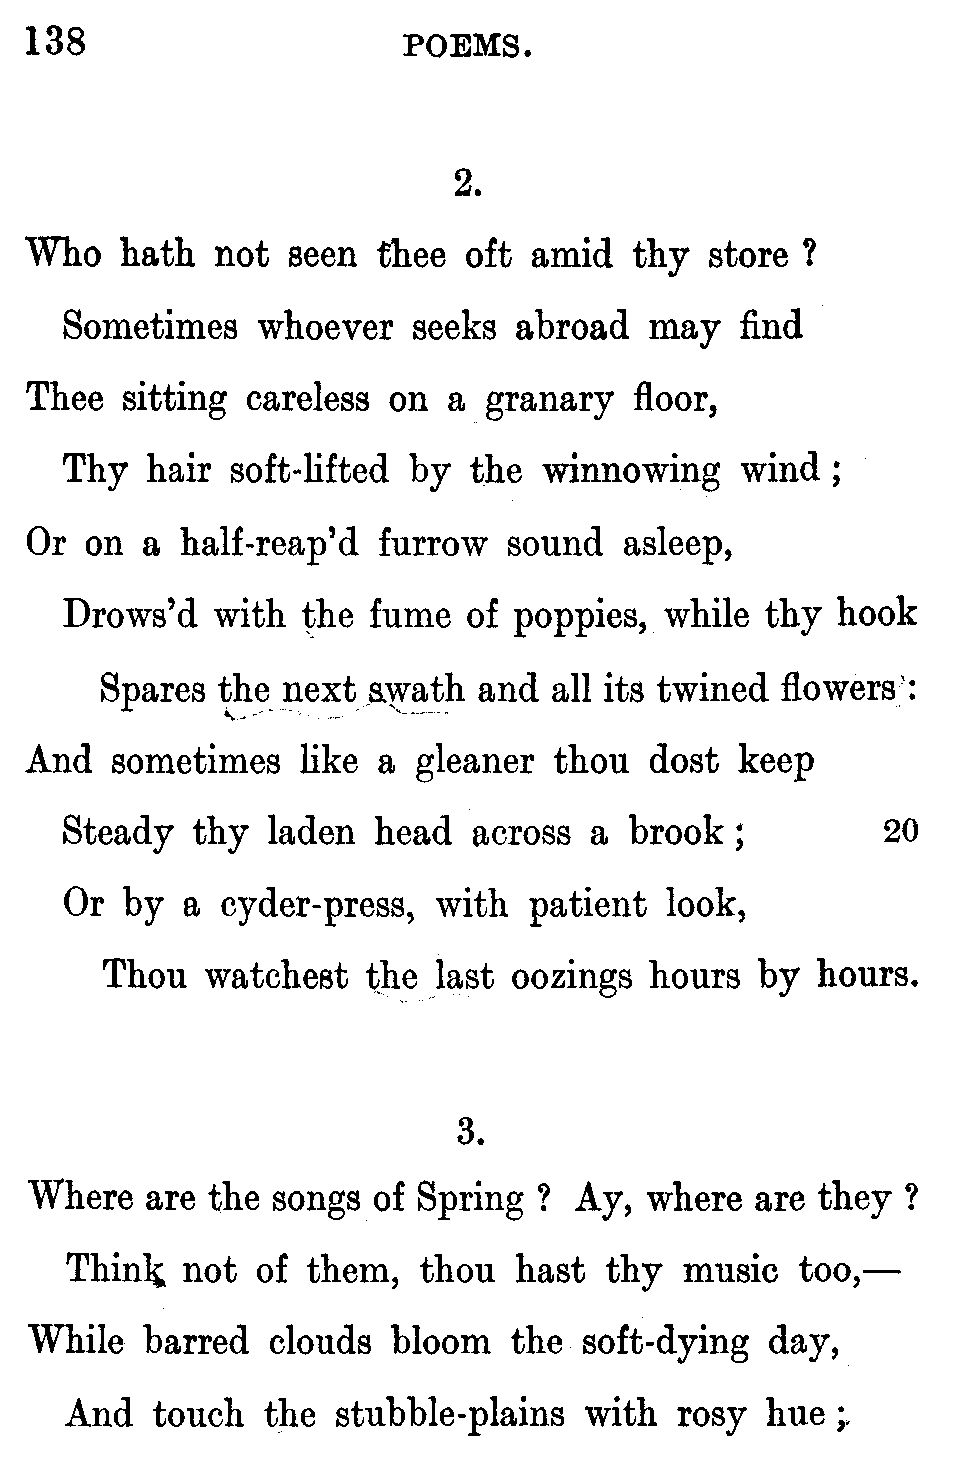 138 POEMS.
2.
Who hath not seen thee oft amid thy store ?
Sometimes whoever seeks abroad may find
Thee sitting careless on a granary floor,
Thy hair soft-lifted by the winnowing wind ;
Or on a half-reap'd furrow sound asleep,
Drows'd with the fume of poppies, while thy hook
Spares the next swath and all its twined flowers :
And sometimes like a gleaner thou dost keep
Steady thy laden head across a brook ; 20
Or by a cyder-press, with patient look,
Thou watchest the last oozings hours by hours.
3.
Where are the songs of Spring ? Ay, where are they ?
Think not of them, thou hast thy music too,—
While barred clouds bloom the soft-dying day,
And touch the stubble-plains with rosy hue ;